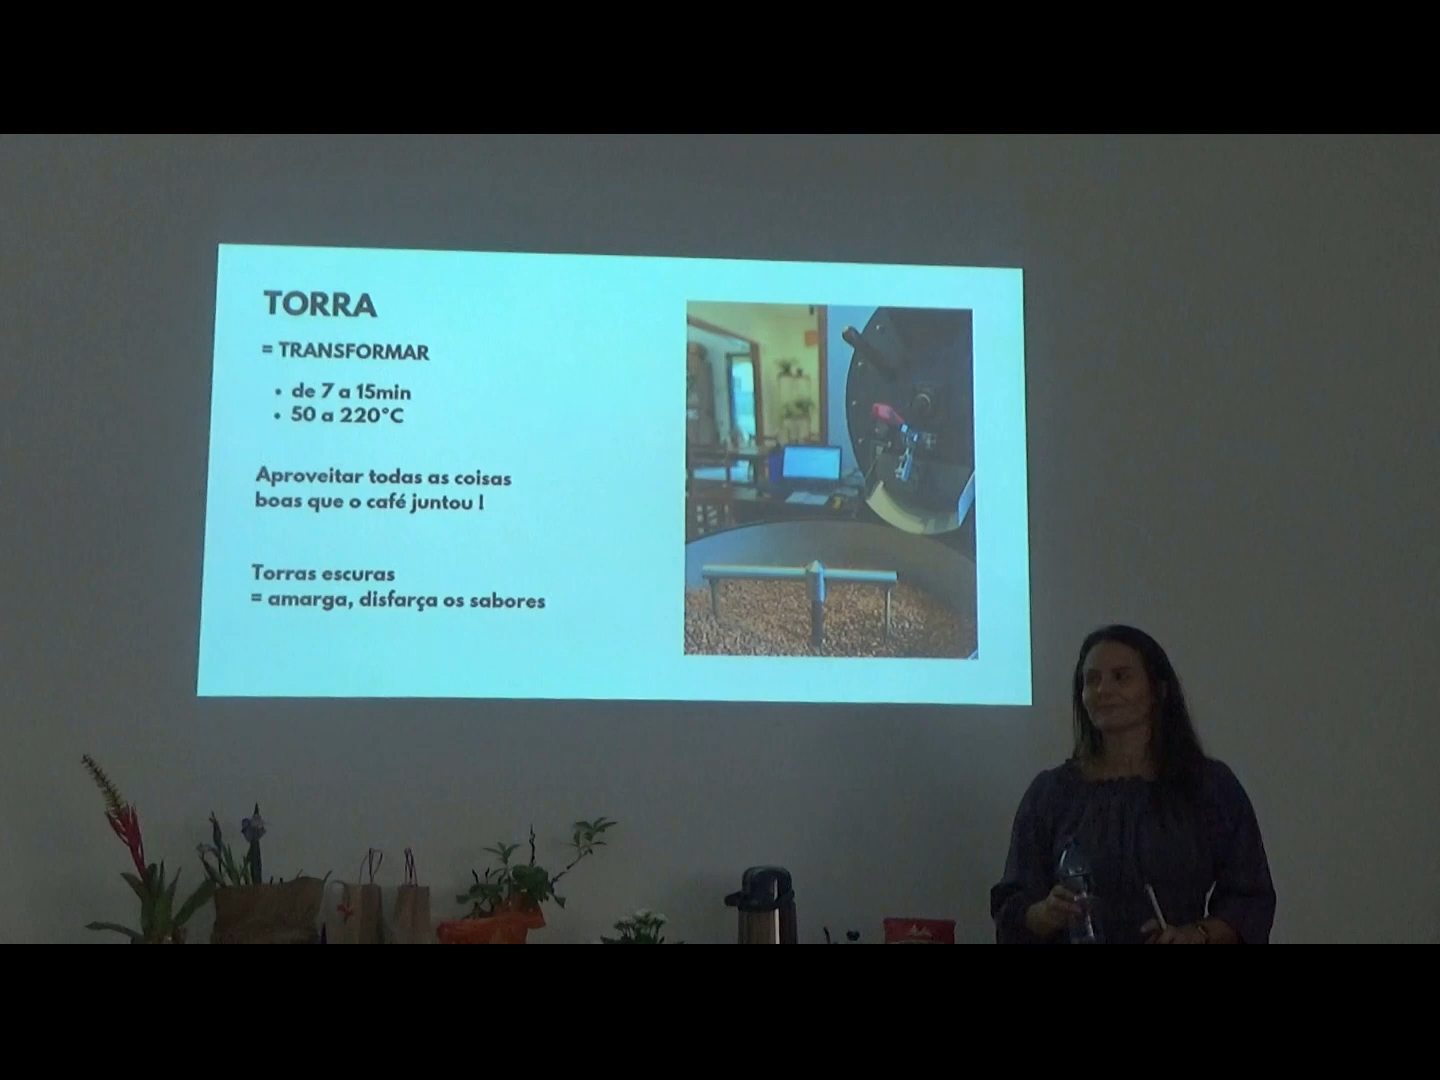 TORRA
= TRANSFORMAR
• de 7 a 15min
• 50 a 220°C
Aproveitar todas as coisas
boas que o café juntou !
Torras escuras
= amarga, disfarça os sabores
Melitta